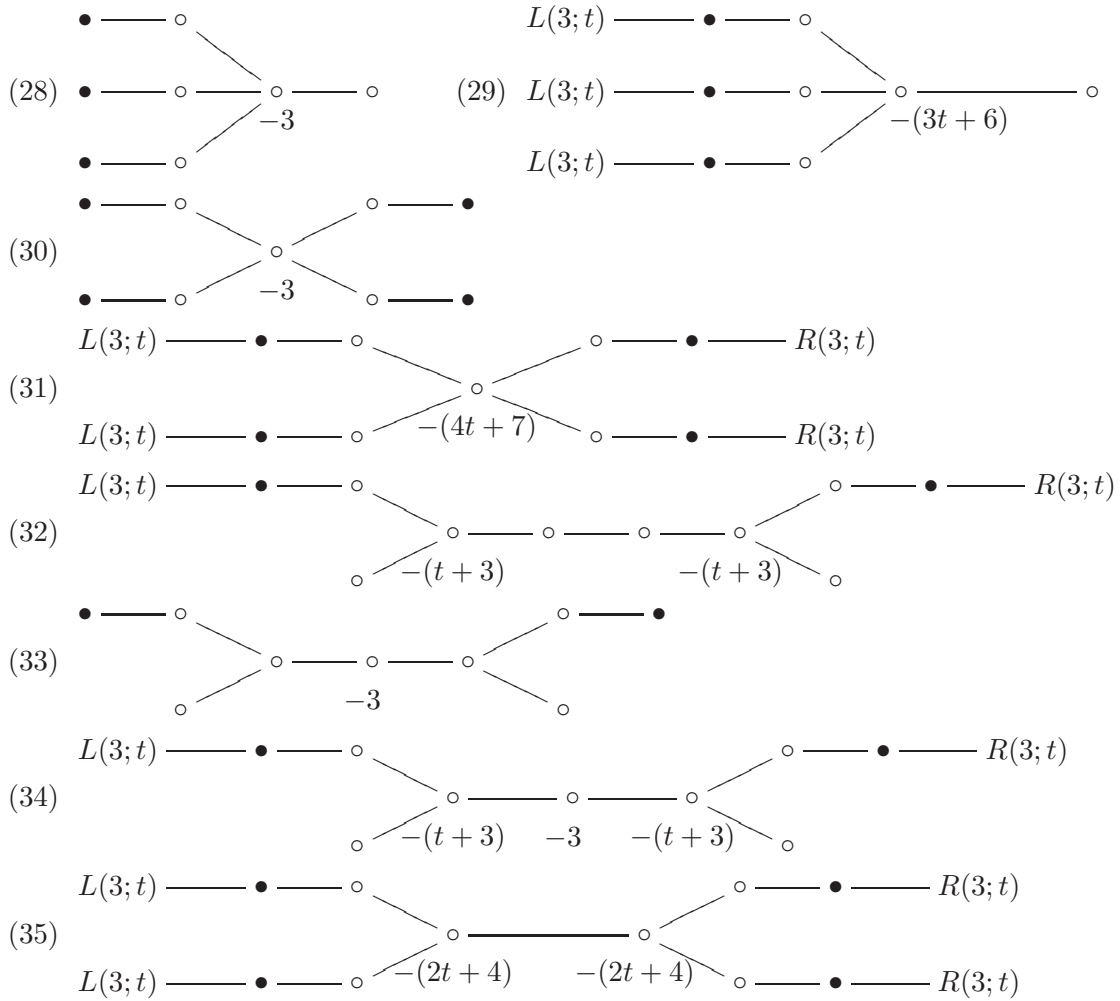 (28) −3
(29) L(3; t) L(3; t) L(3; t) −(3t + 6)
(30) −3
(31) L(3; t) R(3; t)
−(4t + 7)
L(3; t) R(3; t)
(32) L(3; t) R(3; t)
−(t + 3) −(t + 3)
(33) −3
(34) L(3; t) R(3; t)
−(t + 3) −3 −(t + 3)
(35) L(3; t) R(3; t)
−(2t + 4) −(2t + 4)
L(3; t) R(3; t)